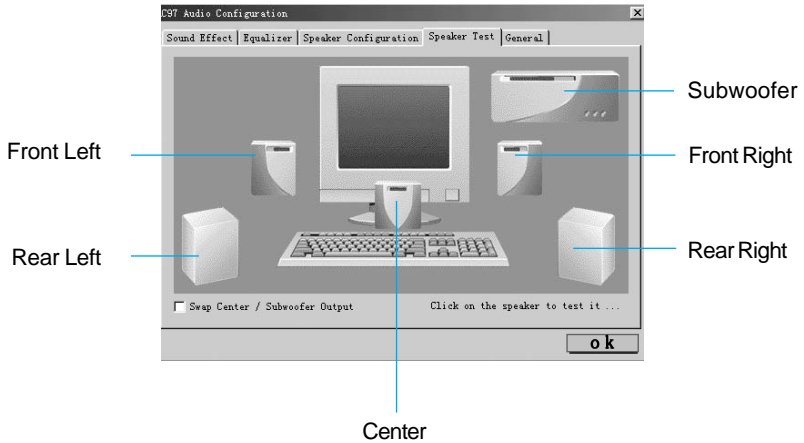 C97 Audio Configuration
Sound Effect Equalizer Speaker Configuration Speaker Test General
Subwoofer
Front Left
Front Right
Rear Left
Rear Right
Swap Center / Subwoofer Output Click on the speaker to test it ...
ok
Center